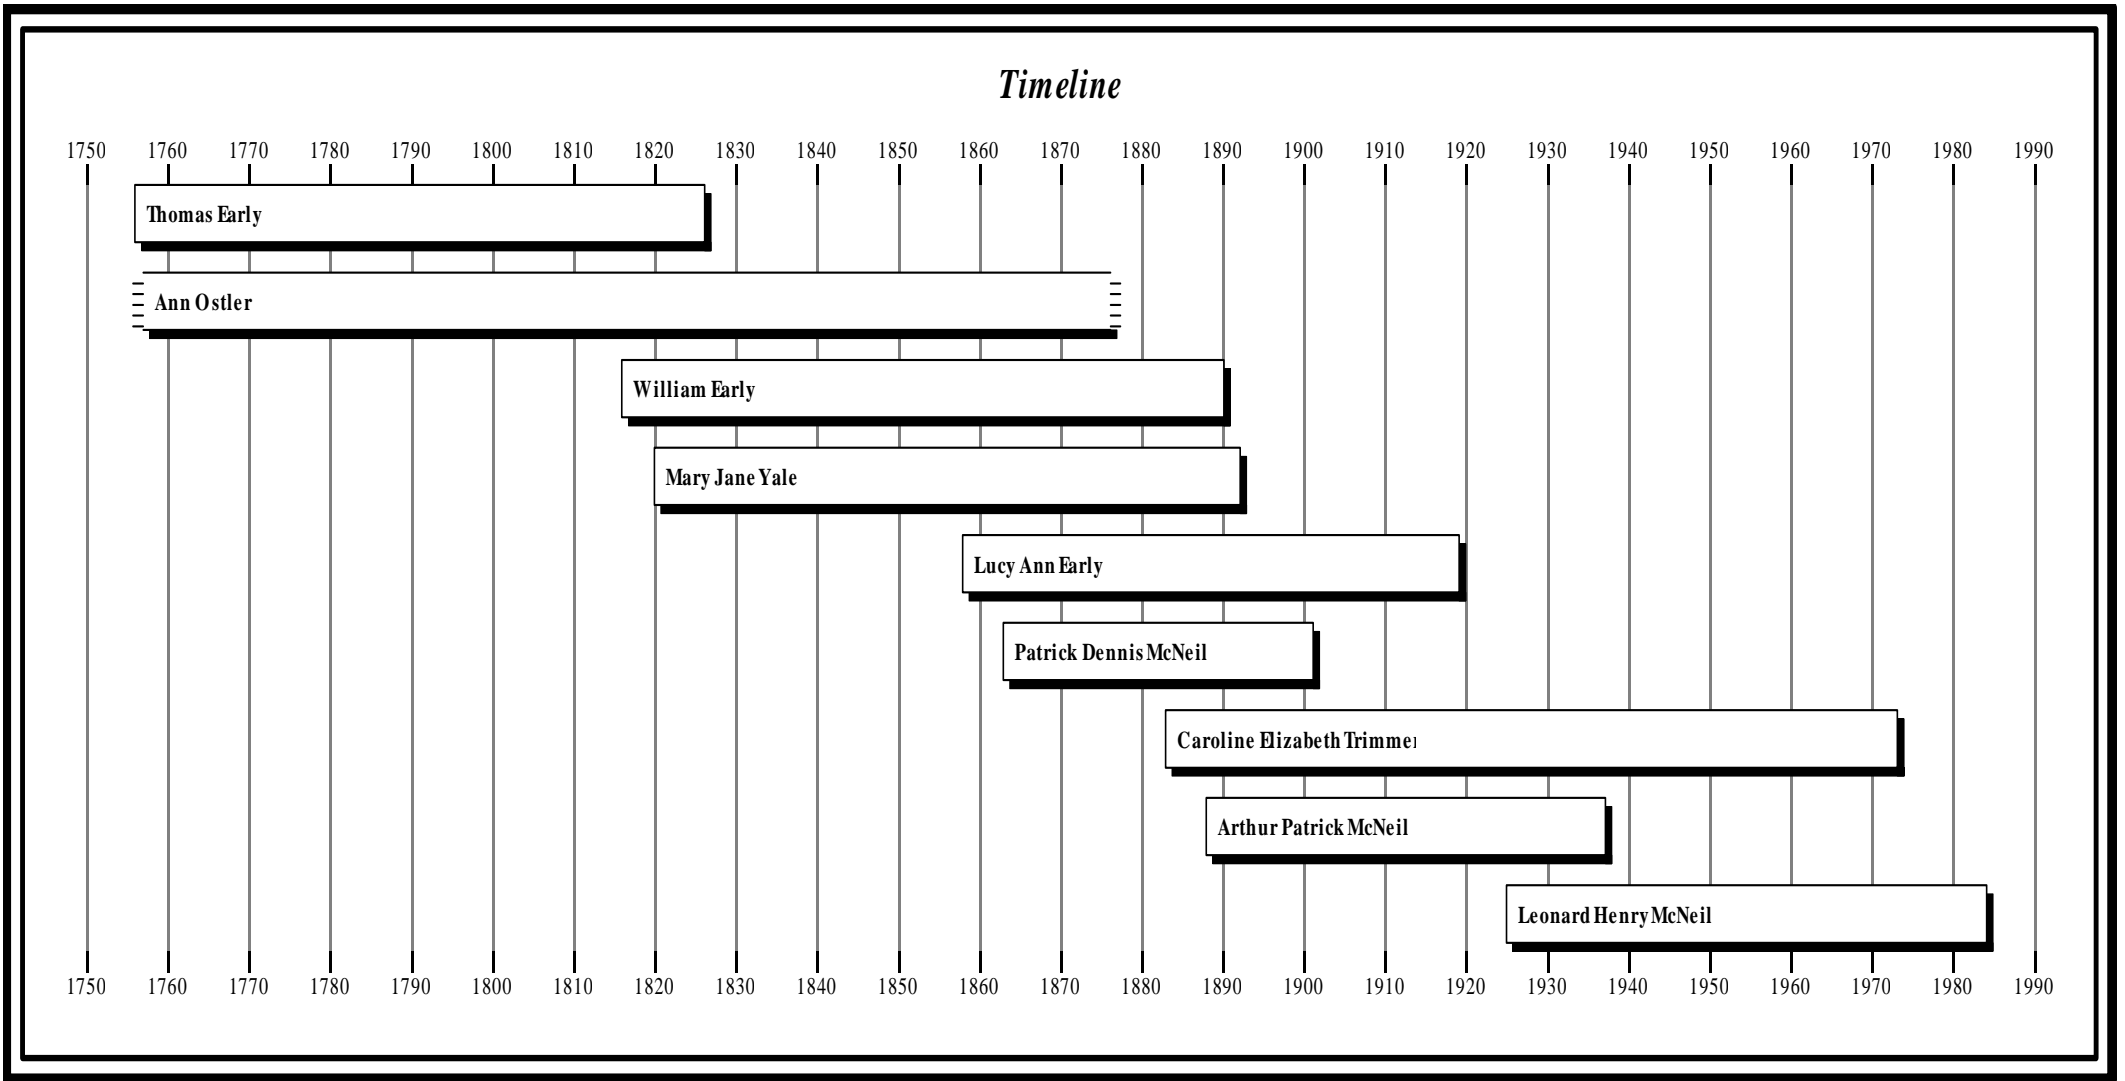 Timeline
1750 1760 1770 1780 1790 1800 1810 1820 1830 1840 1850 1860 1870 1880 1890 1900 1910 1920 1930 1940 1950 1960 1970 1980 1990
Thomas Early
Ann Ostler
William Early
Mary Jane Yale
Lucy Ann Early
Patrick Dennis McNeil
Caroline Elizabeth Trimmer
Arthur Patrick McNeil
Leonard Henry McNeil
1750 1760 1770 1780 1790 1800 1810 1820 1830 1840 1850 1860 1870 1880 1890 1900 1910 1920 1930 1940 1950 1960 1970 1980 1990